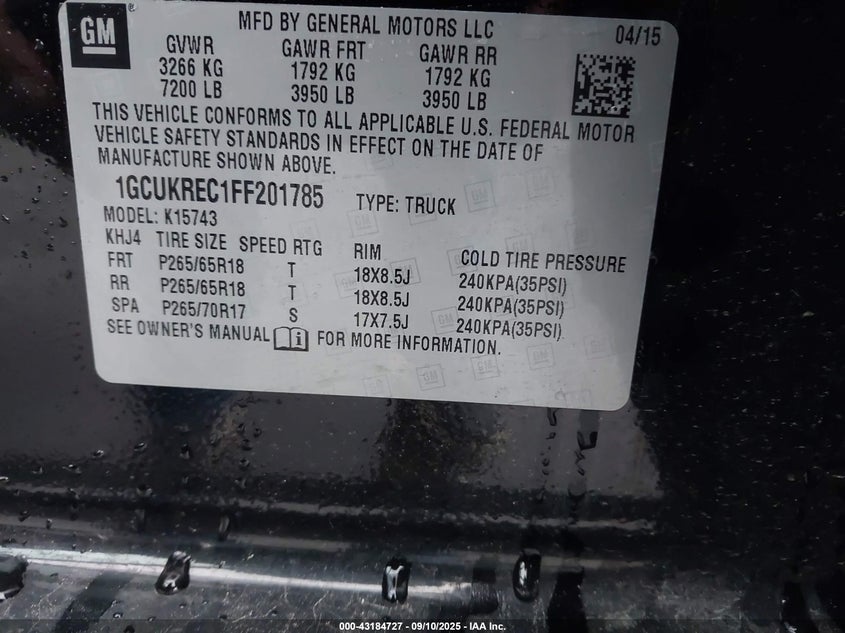 GM
MFD BY GENERAL MOTORS LLC 04/15
GVWR GAWR FRT GAWR RR
3266 KG 1792 KG 1792 KG
7200 LB 3950 LB 3950 LB
THIS VEHICLE CONFORMS TO ALL APPLICABLE U.S. FEDERAL MOTOR
VEHICLE SAFETY STANDARDS IN EFFECT ON THE DATE OF
MANUFACTURE SHOWN ABOVE.
1GCUKREC1FF201785 TYPE: TRUCK
MODEL: K15743
KHJ4 TIRE SIZE SPEED RTG RIM COLD TIRE PRESSURE
FRT P265/65R18 T 18X8.5J 240KPA(35PSI)
RR P265/65R18 T 18X8.5J 240KPA(35PSI)
SPA P265/70R17 S 17X7.5J 240KPA(35PSI)
SEE OWNER'S MANUAL FOR MORE INFORMATION.
000-43184727 - 09/10/2025 - IAA Inc.